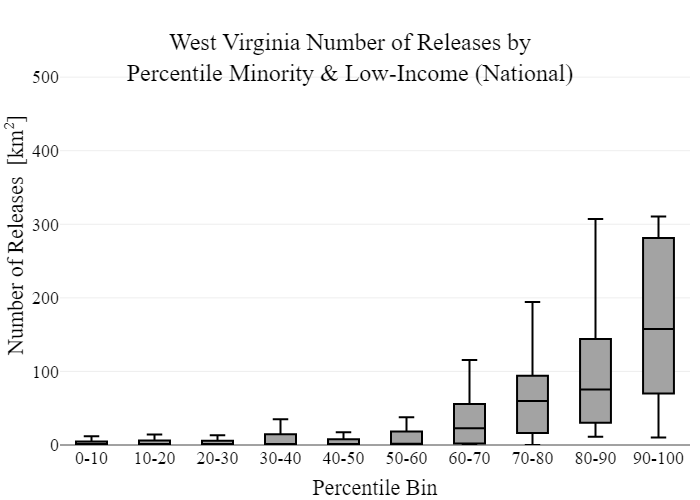 West Virginia Number of Releases by
Percentile Minority & Low-Income (National)
Number of Releases [km²]
500
400
300
200
100
0
0-10 10-20 20-30 30-40 40-50 50-60 60-70 70-80 80-90 90-100
Percentile Bin